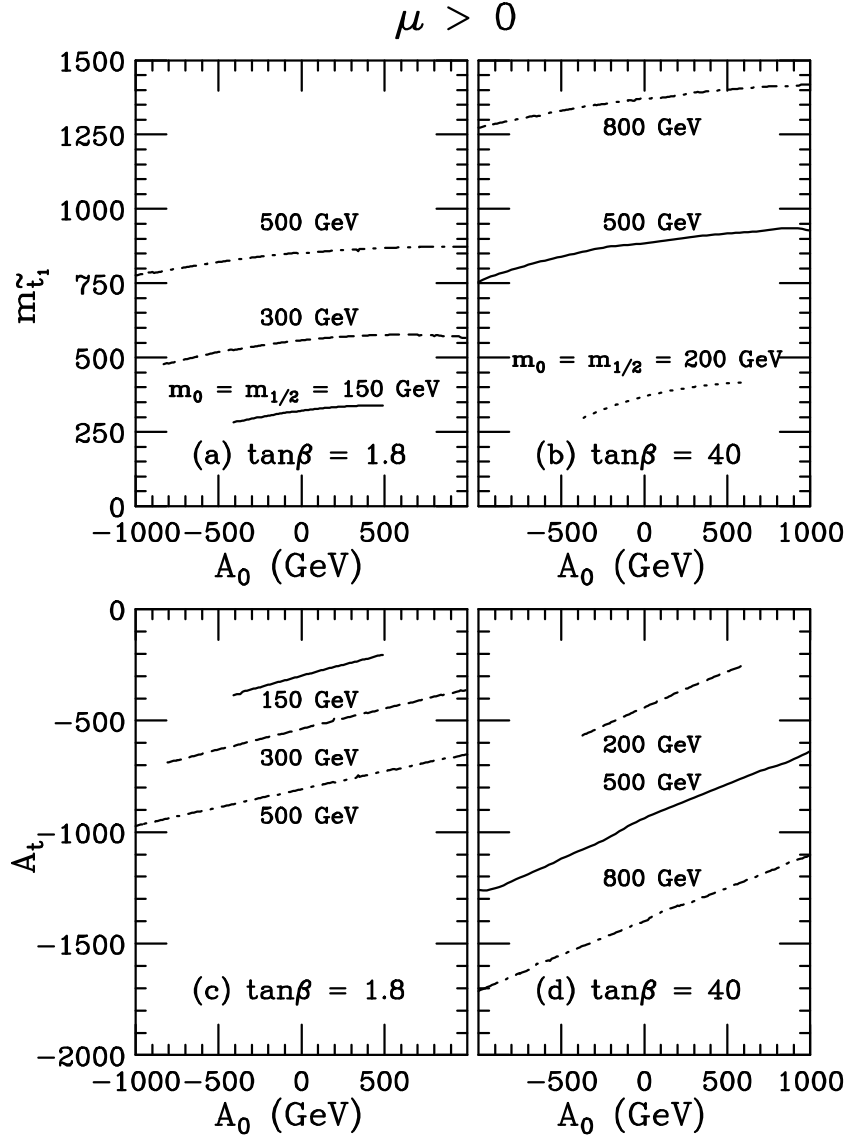 μ > 0
1500
1250
1000
750
500
250
0
m_t̃₁
500 GeV
300 GeV
m₀ = m₁/₂ = 150 GeV
(a) tanβ = 1.8
−1000 −500 0 500
A₀ (GeV)
800 GeV
500 GeV
m₀ = m₁/₂ = 200 GeV
(b) tanβ = 40
−500 0 500 1000
A₀ (GeV)
0
−500
−1000
−1500
−2000
A_t
150 GeV
300 GeV
500 GeV
(c) tanβ = 1.8
−1000 −500 0 500
A₀ (GeV)
200 GeV
500 GeV
800 GeV
(d) tanβ = 40
−500 0 500 1000
A₀ (GeV)